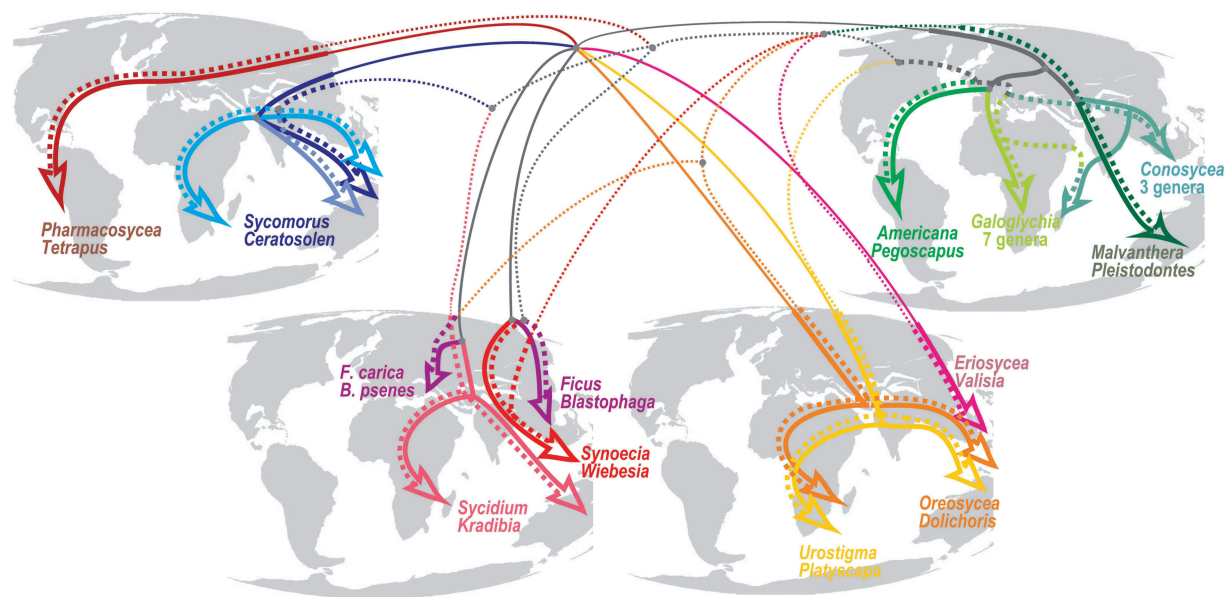 Pharmacosycea
Tetrapus
Sycomorus
Ceratosolen
Americana
Pegoscapus
Galoglychia
7 genera
Conosycea
3 genera
Malvanthera
Pleistodontes
F. carica
B. psenes
Ficus
Blastophaga
Synoecia
Wiebesia
Sycidium
Kradibia
Eriosycea
Valisia
Oreosycea
Dolichoris
Urostigma
Platyscapa